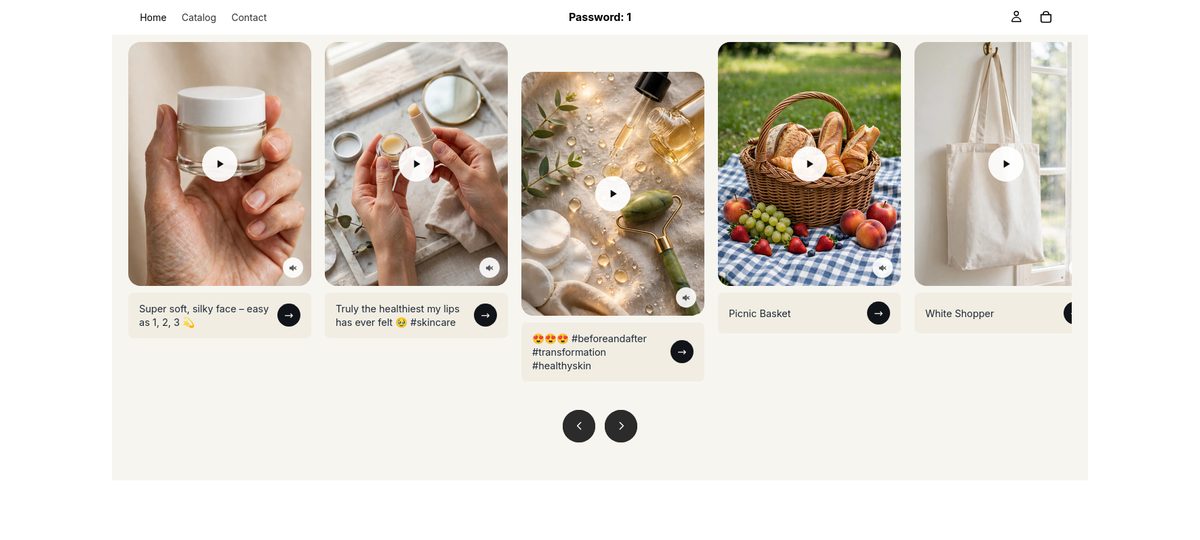 Home Catalog Contact Password: 1
Super soft, silky face – easy
as 1, 2, 3 💫
Truly the healthiest my lips
has ever felt 🥹 #skincare
😍😍😍 #beforeandafter
#transformation
#healthyskin
Picnic Basket
White Shopper